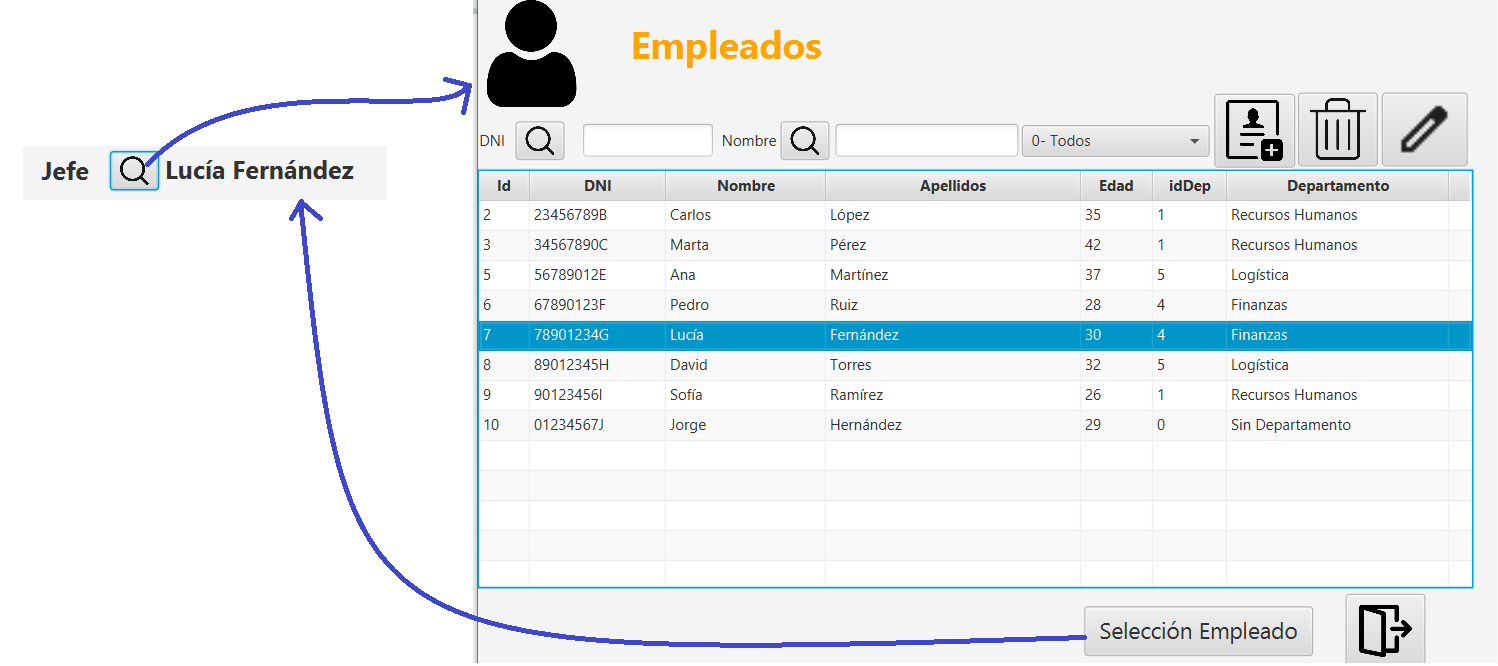 Empleados
DNI Nombre 0- Todos
Jefe Lucía Fernández
Id DNI Nombre Apellidos Edad idDep Departamento
2 23456789B Carlos López 35 1 Recursos Humanos
3 34567890C Marta Pérez 42 1 Recursos Humanos
5 56789012E Ana Martínez 37 5 Logística
6 67890123F Pedro Ruiz 28 4 Finanzas
7 78901234G Lucía Fernández 30 4 Finanzas
8 89012345H David Torres 32 5 Logística
9 90123456I Sofía Ramírez 26 1 Recursos Humanos
10 01234567J Jorge Hernández 29 0 Sin Departamento
Selección Empleado